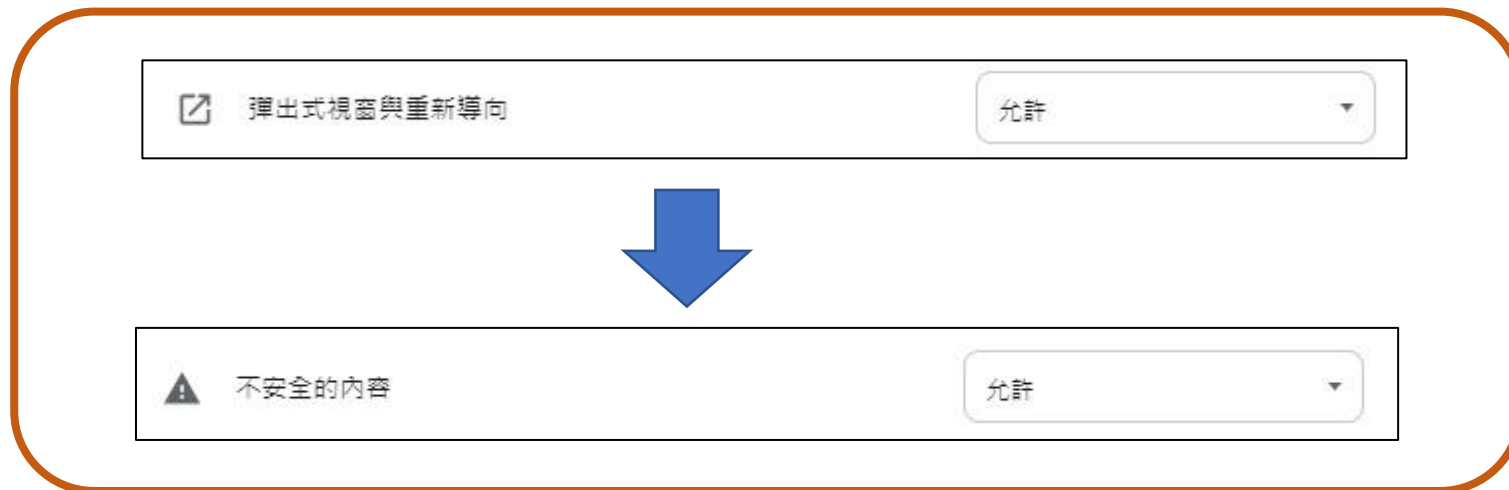 彈出式視窗與重新導向
允許
不安全的內容
允許